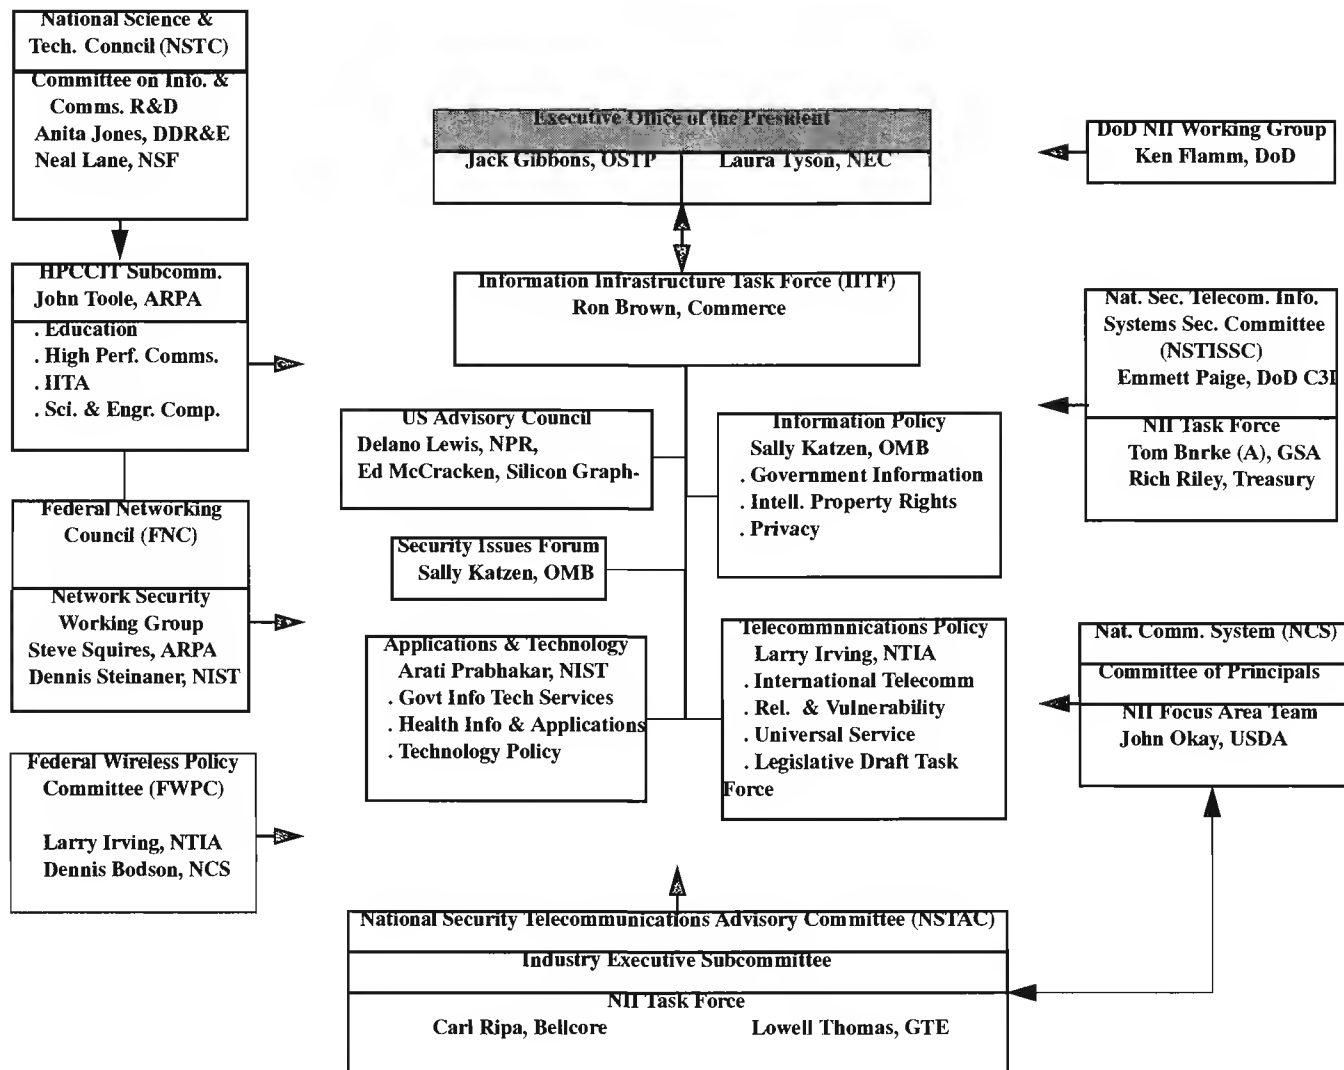 National Science &
Tech. Conncil (NSTC)
Committee on Info. &
Comms. R&D
Anita Jones, DDR&E
Neal Lane, NSF
HPCCIT Subcomm.
John Toole, ARPA
. Education
. High Perf. Comms.
. IITA
. Sci. & Engr. Comp.
Federal Networking
Council (FNC)
Network Security
Working Group
Steve Squires, ARPA
Dennis Steinaner, NIST
Federal Wireless Policy
Committee (FWPC)
Larry Irving, NTIA
Dennis Bodson, NCS
Executive Office of the President
Jack Gibbons, OSTP
Laura Tyson, NEC
Information Infrastructure Task Force (IITF)
Ron Brown, Commerce
US Advisory Council
Delano Lewis, NPR,
Ed McCracken, Silicon Graph-
Information Policy
Sally Katzen, OMB
. Government Information
. Intell. Property Rights
. Privacy
Security Issues Forum
Sally Katzen, OMB
Applications & Technology
Arati Prabhakar, NIST
. Govt Info Tech Services
. Health Info & Applications
. Technology Policy
Telecommnnications Policy
Larry Irving, NTIA
. International Telecomm
. Rel. & Vulnerability
. Universal Service
. Legislative Draft Task
Force
National Security Telecommunications Advisory Committee (NSTAC)
Industry Executive Subcommittee
NII Task Force
Carl Ripa, Bellcore
Lowell Thomas, GTE
DoD NII Working Group
Ken Flamm, DoD
Nat. Sec. Telecom. Info.
Systems Sec. Committee
(NSTISSC)
Emmett Paige, DoD C3I
NII Task Force
Tom Bnrke (A), GSA
Rich Riley, Treasury
Nat. Comm. System (NCS)
Committee of Principals
NII Focus Area Team
John Okay, USDA